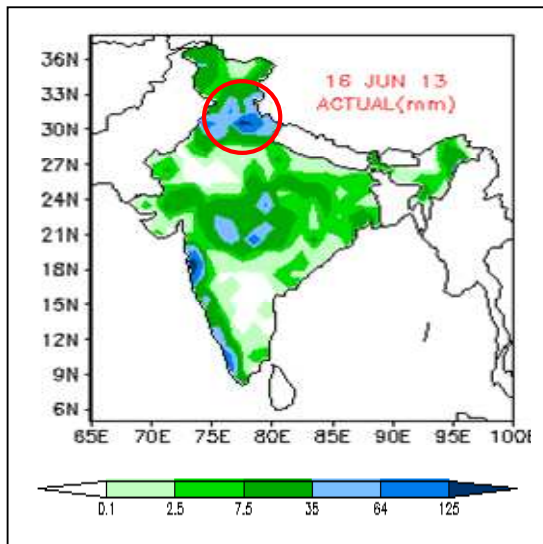 36N
33N
30N
27N
24N
21N
18N
15N
12N
9N
6N
16 JUN 13
ACTUAL(mm)
65E 70E 75E 80E 85E 90E 95E 100E
0.1 2.5 7.5 35 64 125